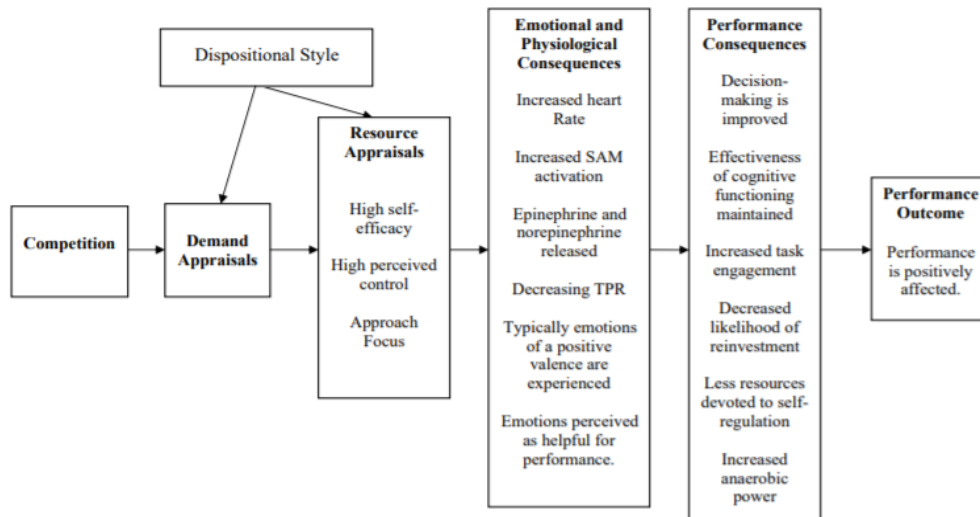 Dispositional Style
Competition
Demand
Appraisals
Resource
Appraisals
High self-
efficacy
High perceived
control
Approach
Focus
Emotional and
Physiological
Consequences
Increased heart
Rate
Increased SAM
activation
Epinephrine and
norepinephrine
released
Decreasing TPR
Typically emotions
of a positive
valence are
experienced
Emotions perceived
as helpful for
performance.
Performance
Consequences
Decision-
making is
improved
Effectiveness
of cognitive
functioning
maintained
Increased task
engagement
Decreased
likelihood of
reinvestment
Less resources
devoted to self-
regulation
Increased
anaerobic
power
Performance
Outcome
Performance
is positively
affected.